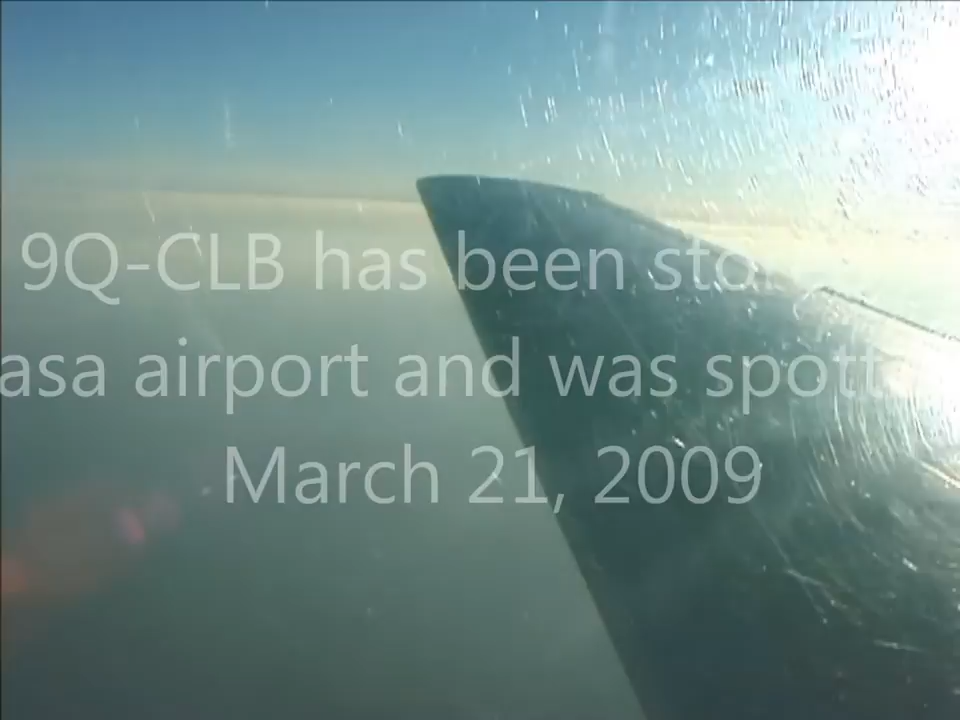 9Q-CLB has been
airport and was
March 21, 2009